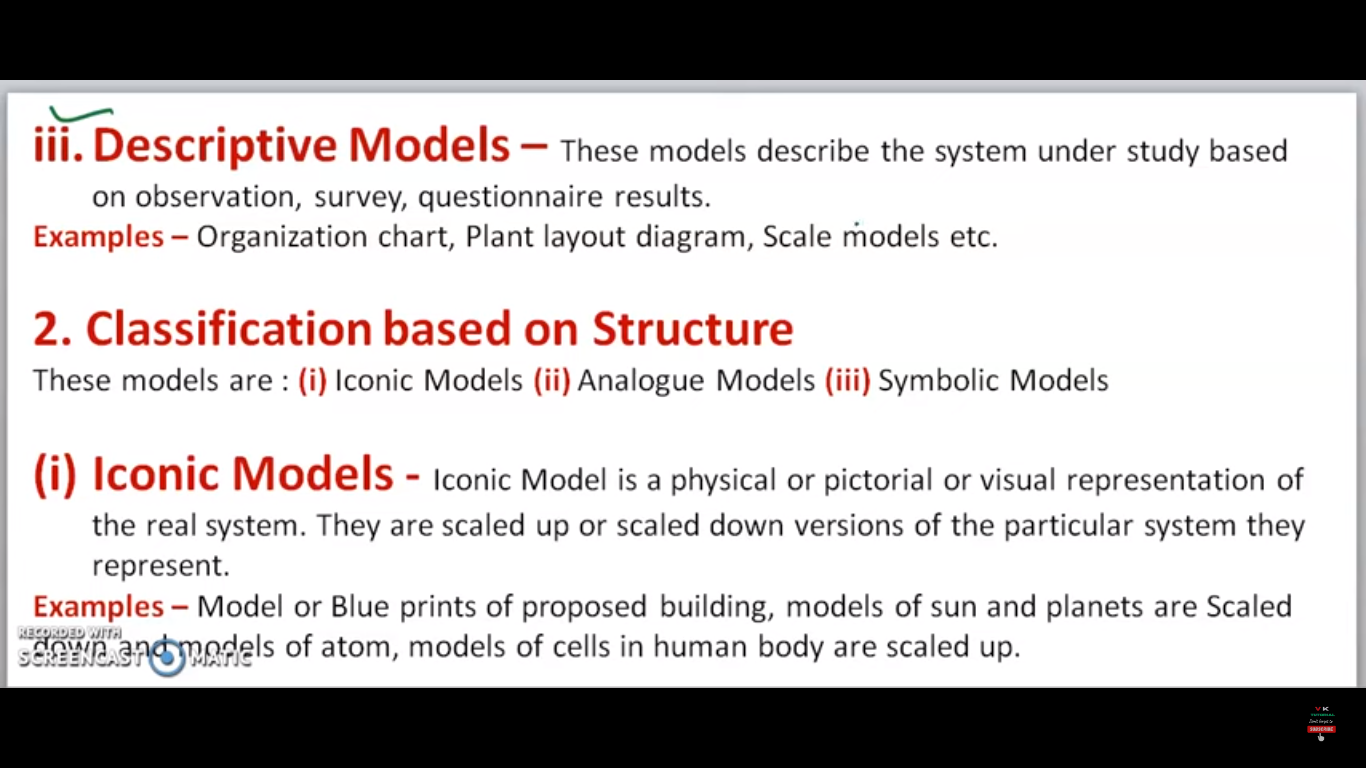 iii. Descriptive Models – These models describe the system under study based
on observation, survey, questionnaire results.
Examples – Organization chart, Plant layout diagram, Scale models etc.
2. Classification based on Structure
These models are : (i) Iconic Models (ii) Analogue Models (iii) Symbolic Models
(i) Iconic Models - Iconic Model is a physical or pictorial or visual representation of
the real system. They are scaled up or scaled down versions of the particular system they
represent.
Examples – Model or Blue prints of proposed building, models of sun and planets are Scaled
down and models of atom, models of cells in human body are scaled up.
RECORDED WITH
SCREENCAST MATIC
VK
TUTORIAL
SUBSCRIBE